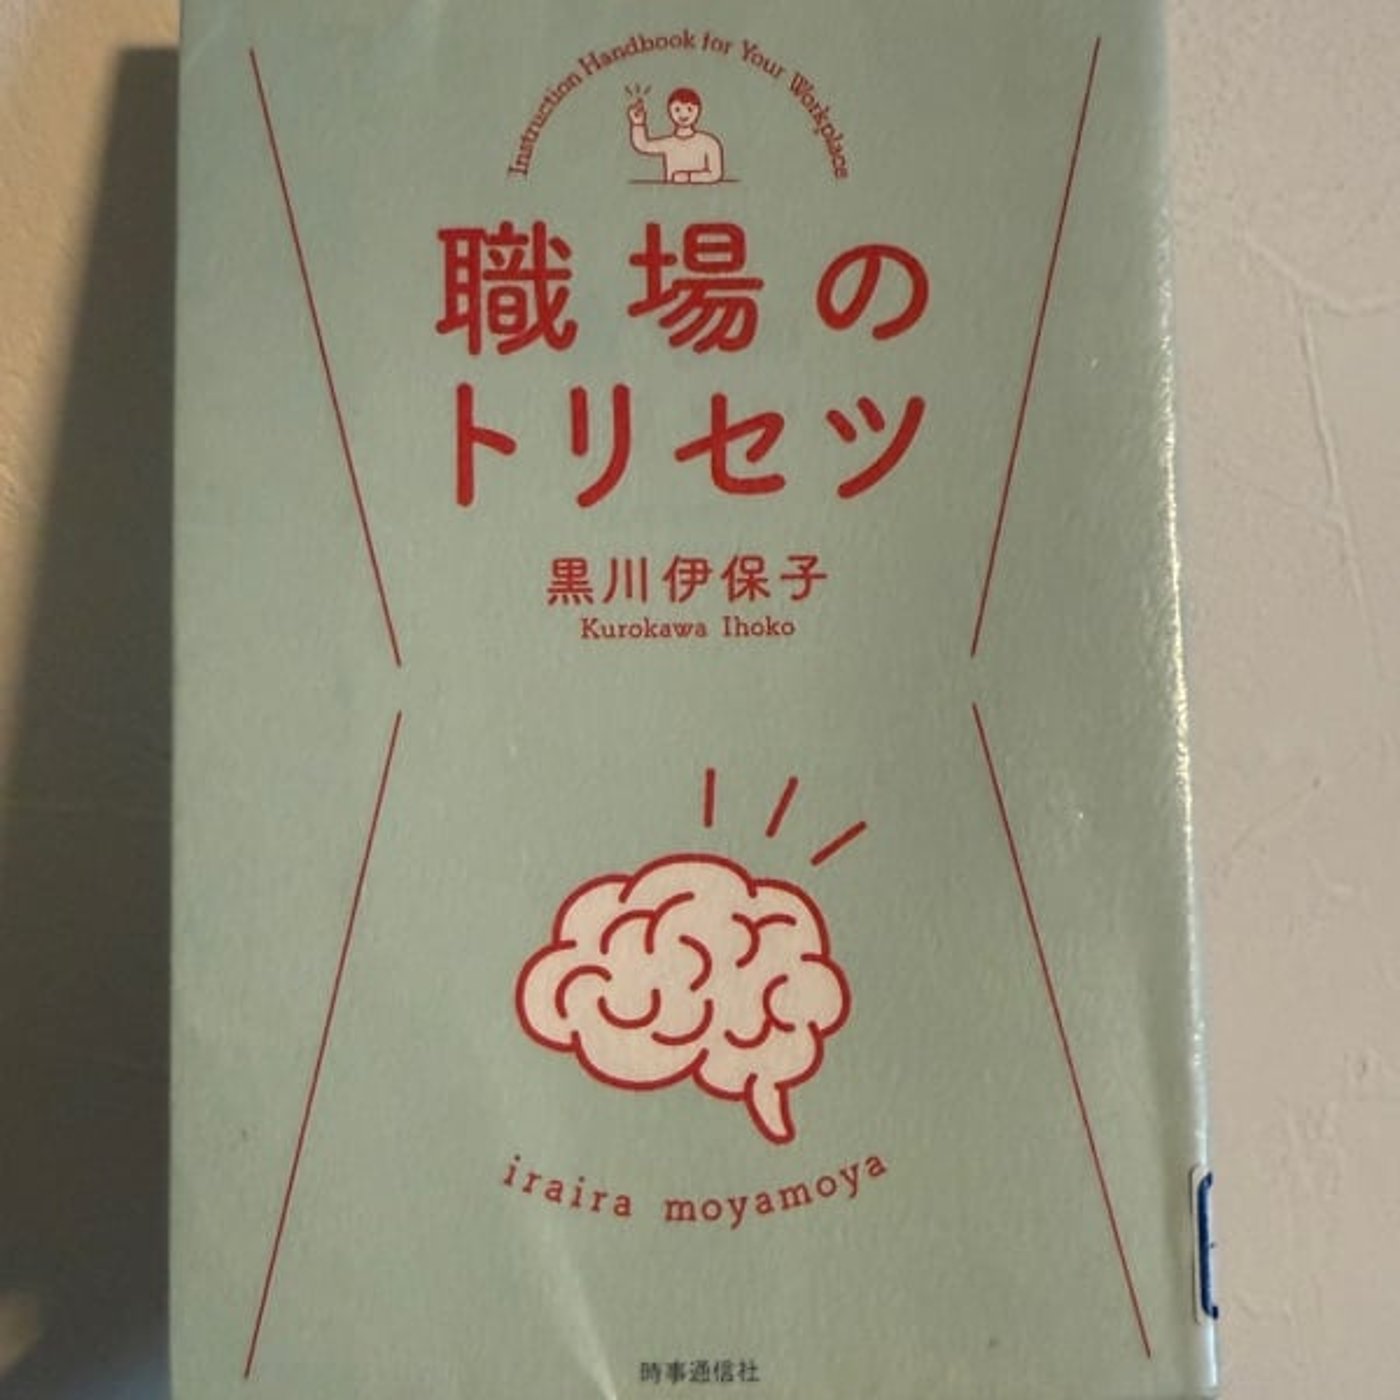 Instruction Handbook for Your Workplace
職場の
トリセツ
黒川伊保子
Kurokawa Ihoko
iraira moyamoya
時事通信社